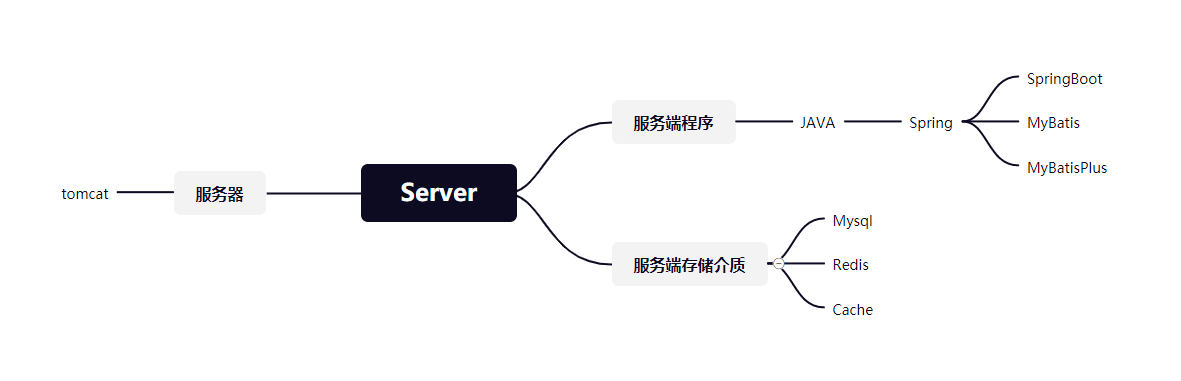 Server
服务端程序
JAVA
Spring
SpringBoot
MyBatis
MyBatisPlus
服务端存储介质
Mysql
Redis
Cache
服务器
tomcat